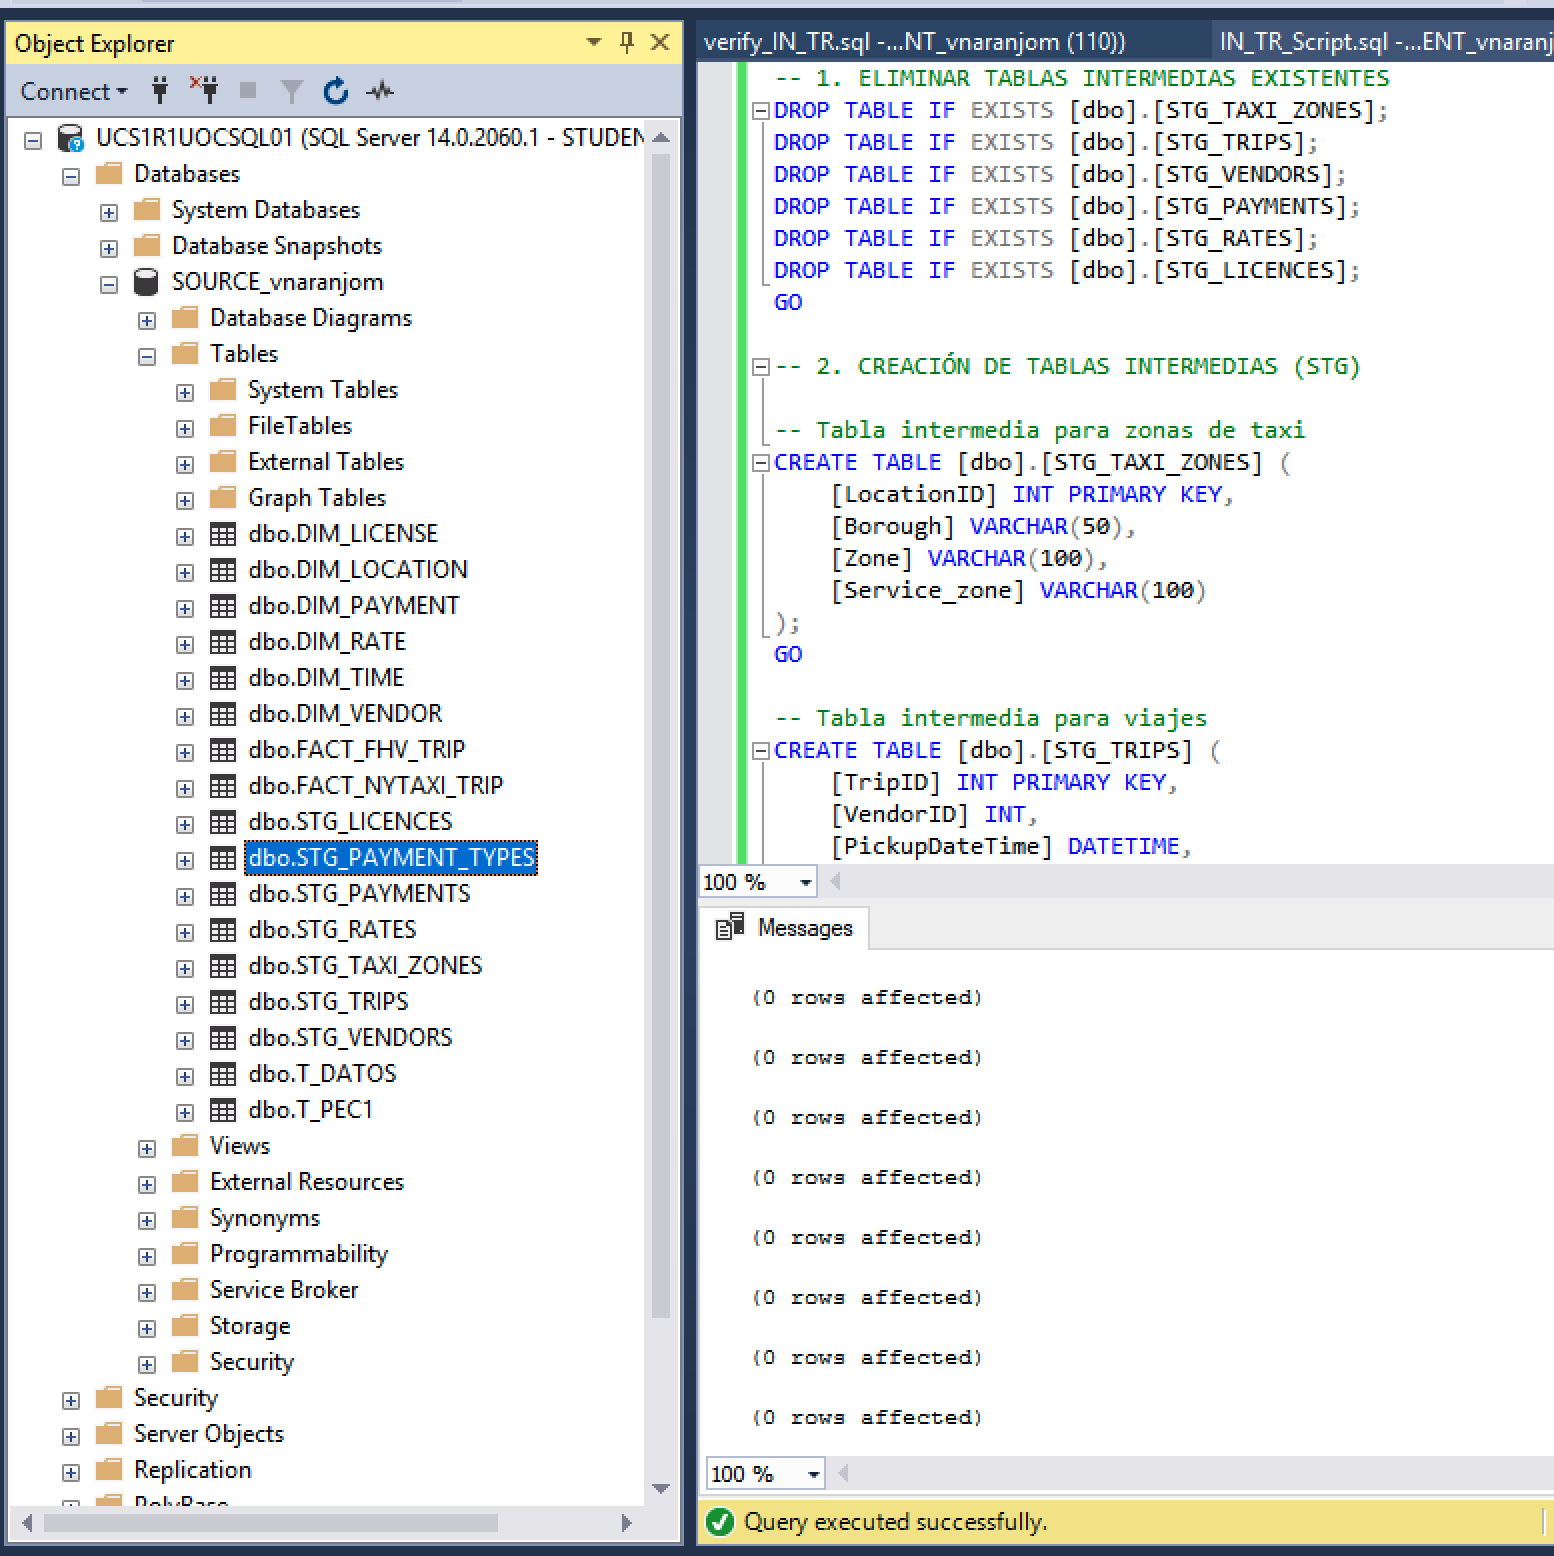 Object Explorer
Connect
UCS1R1UOCSQL01 (SQL Server 14.0.2060.1 - STUDEN
Databases
System Databases
Database Snapshots
SOURCE_vnaranjom
Database Diagrams
Tables
System Tables
FileTables
External Tables
Graph Tables
dbo.DIM_LICENSE
dbo.DIM_LOCATION
dbo.DIM_PAYMENT
dbo.DIM_RATE
dbo.DIM_TIME
dbo.DIM_VENDOR
dbo.FACT_FHV_TRIP
dbo.FACT_NYTAXI_TRIP
dbo.STG_LICENCES
dbo.STG_PAYMENT_TYPES
dbo.STG_PAYMENTS
dbo.STG_RATES
dbo.STG_TAXI_ZONES
dbo.STG_TRIPS
dbo.STG_VENDORS
dbo.T_DATOS
dbo.T_PEC1
Views
External Resources
Synonyms
Programmability
Service Broker
Storage
Security
Security
Server Objects
Replication
PolyBase
verify_IN_TR.sql -...NT_vnaranjom (110))
IN_TR_Script.sql -...ENT_vnaranj
-- 1. ELIMINAR TABLAS INTERMEDIAS EXISTENTES
DROP TABLE IF EXISTS [dbo].[STG_TAXI_ZONES];
DROP TABLE IF EXISTS [dbo].[STG_TRIPS];
DROP TABLE IF EXISTS [dbo].[STG_VENDORS];
DROP TABLE IF EXISTS [dbo].[STG_PAYMENTS];
DROP TABLE IF EXISTS [dbo].[STG_RATES];
DROP TABLE IF EXISTS [dbo].[STG_LICENCES];
GO
-- 2. CREACIÓN DE TABLAS INTERMEDIAS (STG)
-- Tabla intermedia para zonas de taxi
CREATE TABLE [dbo].[STG_TAXI_ZONES] (
[LocationID] INT PRIMARY KEY,
[Borough] VARCHAR(50),
[Zone] VARCHAR(100),
[Service_zone] VARCHAR(100)
);
GO
-- Tabla intermedia para viajes
CREATE TABLE [dbo].[STG_TRIPS] (
[TripID] INT PRIMARY KEY,
[VendorID] INT,
[PickupDateTime] DATETIME,
100 %
Messages
(0 rows affected)
(0 rows affected)
(0 rows affected)
(0 rows affected)
(0 rows affected)
(0 rows affected)
(0 rows affected)
(0 rows affected)
100 %
Query executed successfully.